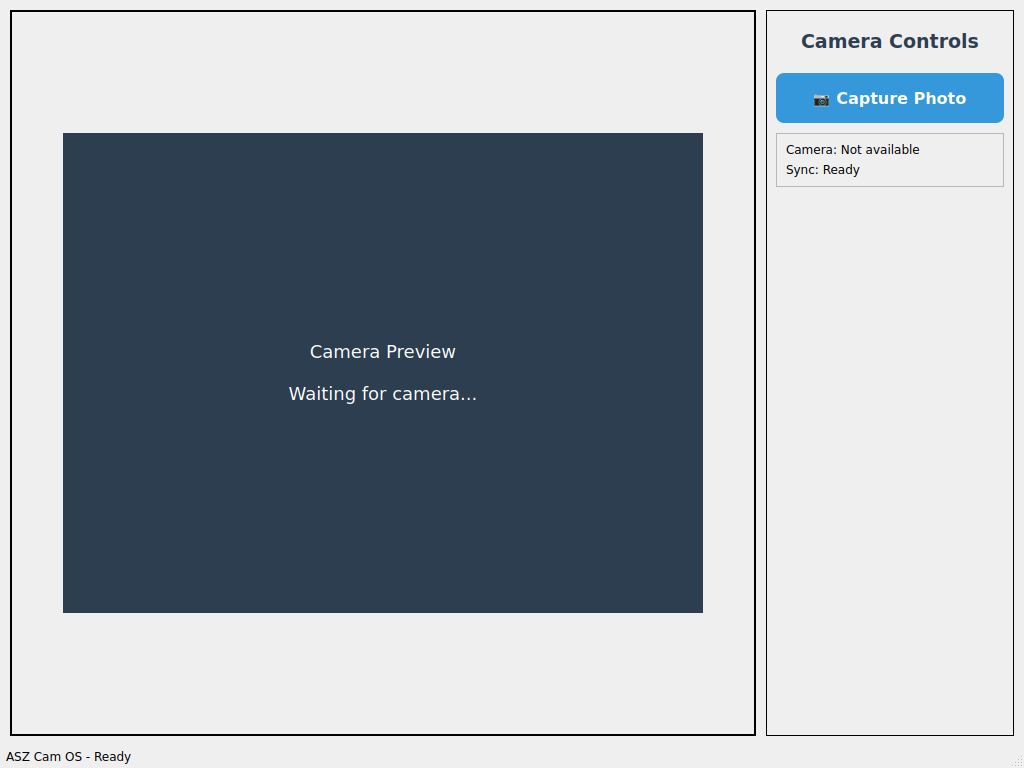 Camera Preview
Waiting for camera...
Camera Controls
📷 Capture Photo
Camera: Not available
Sync: Ready
ASZ Cam OS - Ready